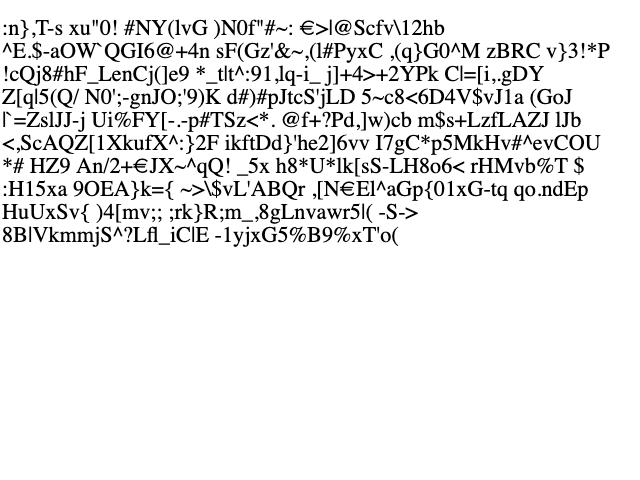 :n},T-s xu"0! #NY(lvG )N0f"#~: €>|@Scfv\12hb
^E.$-aOW`QGI6@+4n sF(Gz'&~,(l#PyxC ,(q}G0^M zBRC v}3!*P
!cQj8#hF_LenCj(]e9 *_t|t^:91,lq-i_ j]+4>+2YPk C|=[i,.gDY
Z[q|5(Q/ N0';-gnJO;'9)K d#)#pJtcS'jLD 5~c8<6D4V$vJ1a (GoJ
|`=ZslJJ-j Ui%FY[-.-p#TSz<*. @f+?Pd,]w)cb m$s+LzfLAZJ lJb
<,ScAQZ[1XkufX^:}2F ikftDd}'he2]6vv I7gC*p5MkHv#^evCOU
*# HZ9 An/2+€JX~^qQ! _5x h8*U*lk[sS-LH8o6< rHMvb%T $
:H15xa 9OEA}k={ ~>\$vL'ABQr ,[N€El^aGp{01xG-tq qo.ndEp
HuUxSv{ )4[mv;; ;rk}R;m_,8gLnvawr5|( -S->
8B|VkmmjS^?Lfl_iC|E -1yjxG5%B9%xT'o(